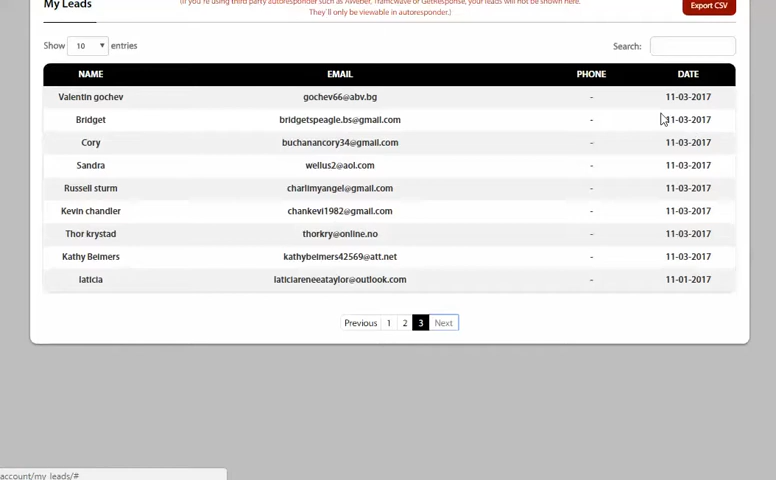 My Leads
(If you're using third party autoresponder such as Aweber, TrafficWave or GetResponse, your leads will not be shown here.
They'll only be viewable in autoresponder.)
Export CSV
Show 10 entries
Search:
NAME EMAIL PHONE DATE
Valentin gochev gochev66@abv.bg - 11-03-2017
Bridget bridgetspeagle.bs@gmail.com - 11-03-2017
Cory buchanancory34@gmail.com - 11-03-2017
Sandra wellus2@aol.com - 11-03-2017
Russell sturm charlimyangel@gmail.com - 11-03-2017
Kevin chandler chankevi1982@gmail.com - 11-03-2017
Thor krystad thorkry@online.no - 11-03-2017
Kathy Beimers kathybeimers42569@att.net - 11-03-2017
laticia laticiareneeataylor@outlook.com - 11-01-2017
Previous 1 2 3 Next
account/my_leads/#